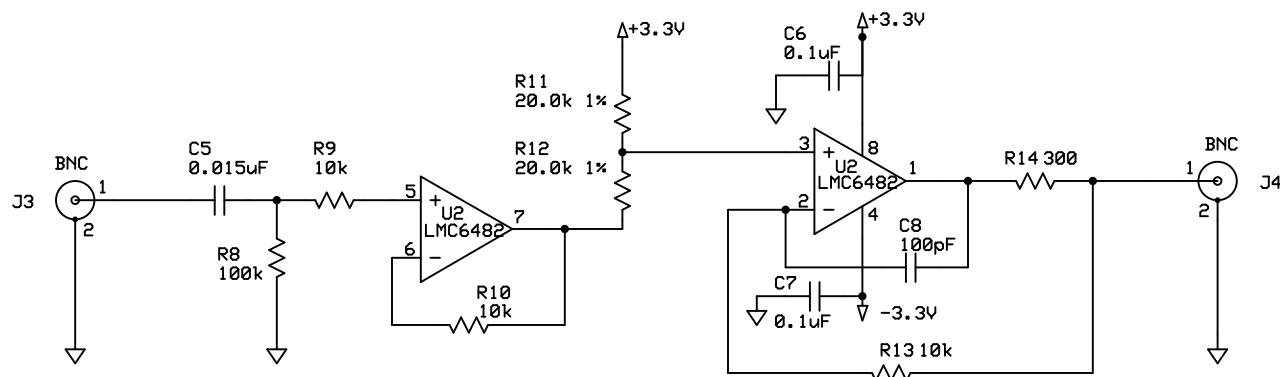 +3.3V
C6
0.1uF
+3.3V
R11
20.0k 1%
R12
20.0k 1%
BNC
J3
1
2
C5
0.015uF
R9
10k
R8
100k
5
+
U2
LMC6482
7
6
−
R10
10k
3
+
8
U2
LMC6482
1
2
−
4
C8
100pF
C7
0.1uF
-3.3V
R13 10k
R14 300
BNC
1
J4
2